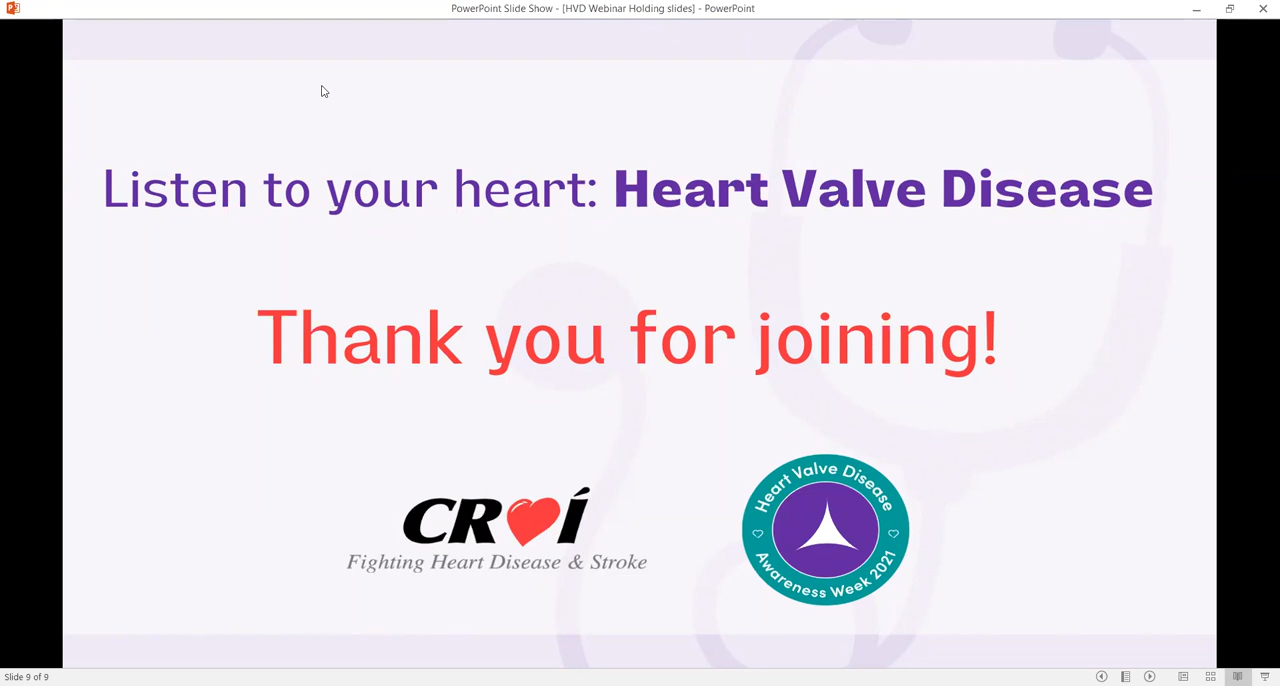 PowerPoint Slide Show - [HVD Webinar Holding slides] - PowerPoint
Listen to your heart: Heart Valve Disease
Thank you for joining!
CROÍ
Fighting Heart Disease & Stroke
Heart Valve Disease
Awareness Week 2021
Slide 9 of 9